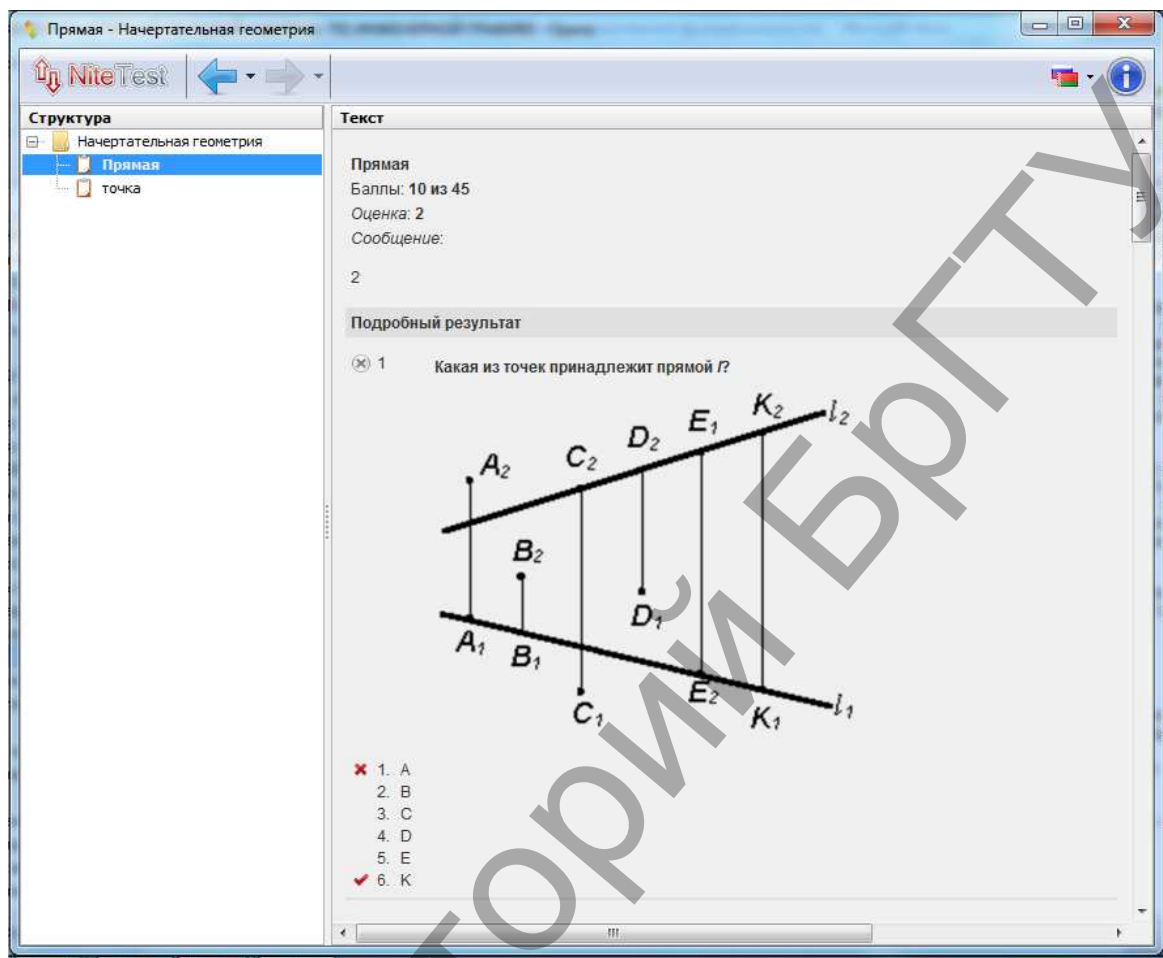 Прямая - Начертательная геометрия
NiteTest
Структура
Начертательная геометрия
Прямая
точка
Текст
Прямая
Баллы: 10 из 45
Оценка: 2
Сообщение:
2
Подробный результат
1 Какая из точек принадлежит прямой l?
A₂ C₂ D₂ E₁ K₂ l₂
B₂
D₁
A₁ B₁ C₁ E₂ K₁ l₁
1. A
2. B
3. C
4. D
5. E
6. K
торий БрГТУ